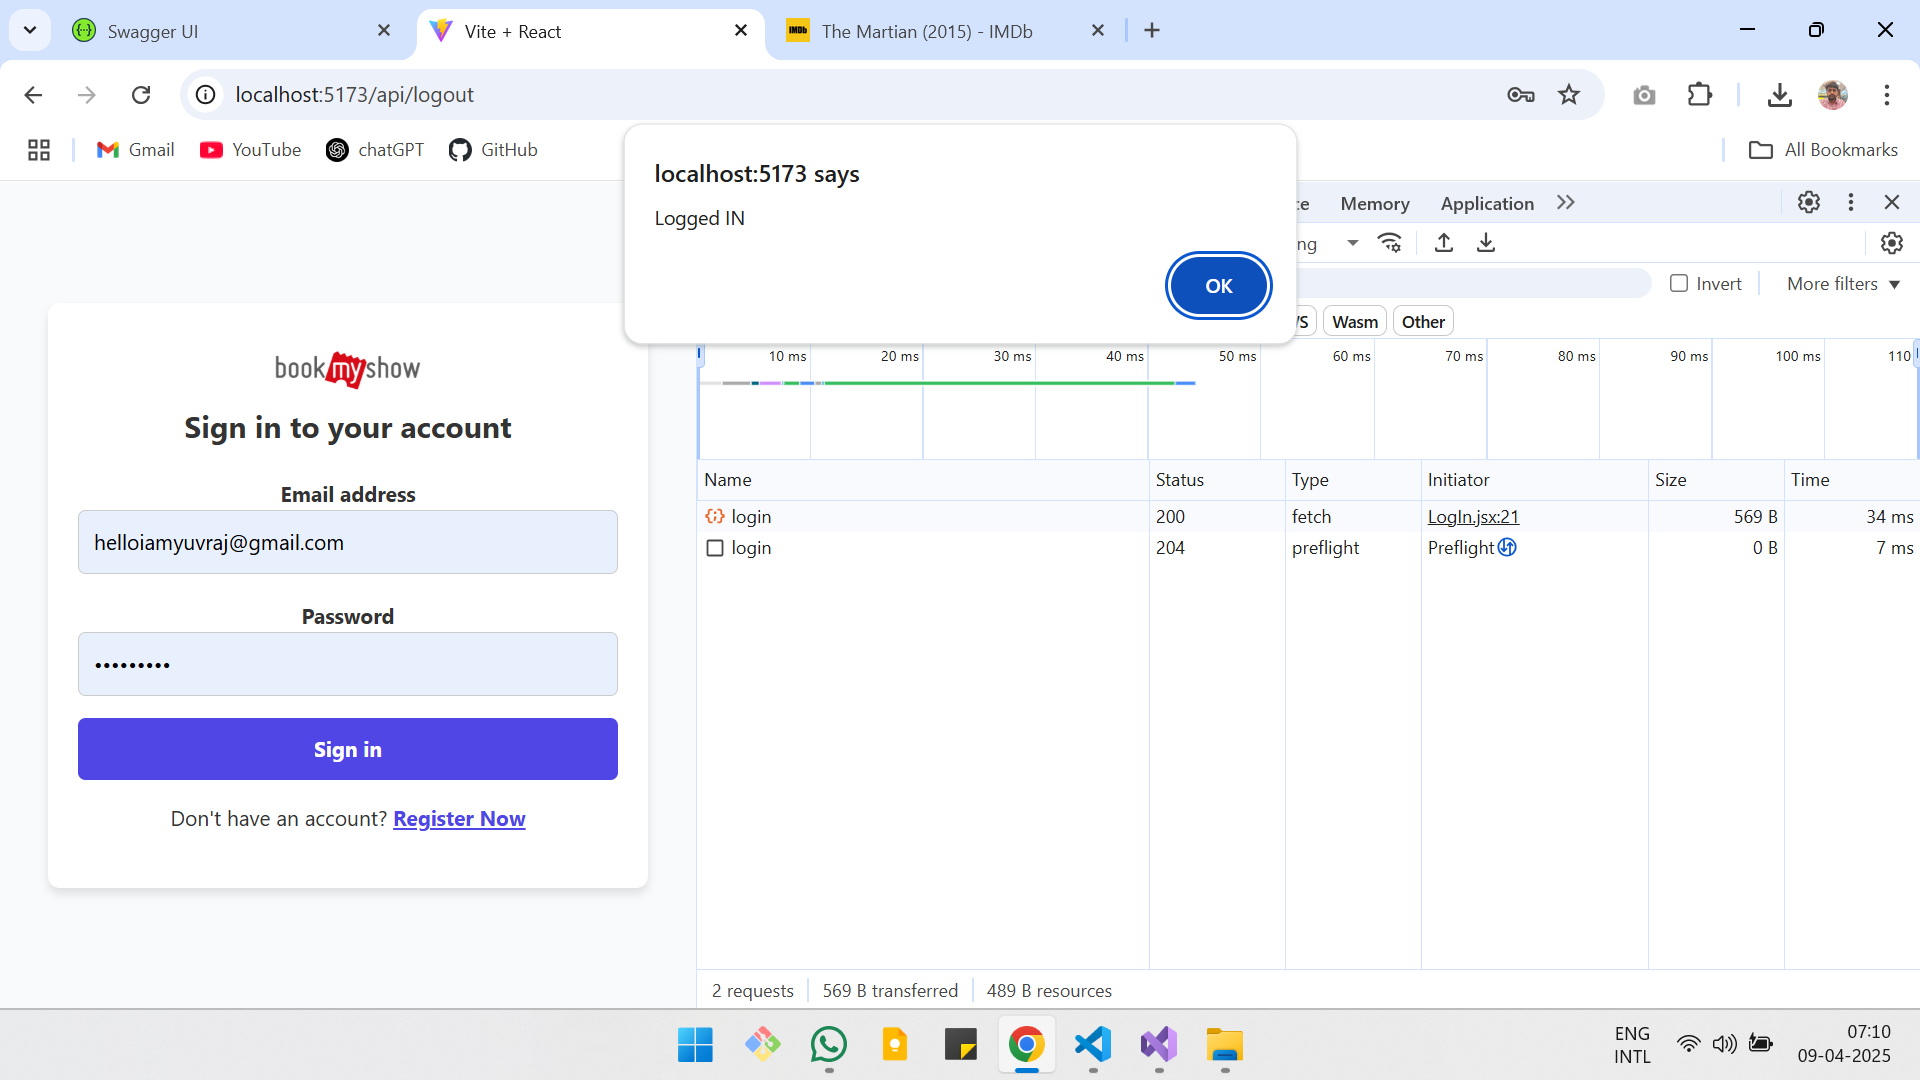 Swagger UI
Vite + React
IMDb The Martian (2015) - IMDb
localhost:5173/api/logout
Gmail YouTube chatGPT GitHub
All Bookmarks
localhost:5173 says
Logged IN
OK
Memory Application
Invert More filters
Wasm Other
10 ms 20 ms 30 ms 40 ms 50 ms 60 ms 70 ms 80 ms 90 ms 100 ms 110
bookmyshow
Sign in to your account
Email address
helloiamyuvraj@gmail.com
Password
•••••••••
Sign in
Don't have an account? Register Now
Name Status Type Initiator Size Time
login 200 fetch LogIn.jsx:21 569 B 34 ms
login 204 preflight Preflight 0 B 7 ms
2 requests 569 B transferred 489 B resources
ENG
INTL
07:10
09-04-2025